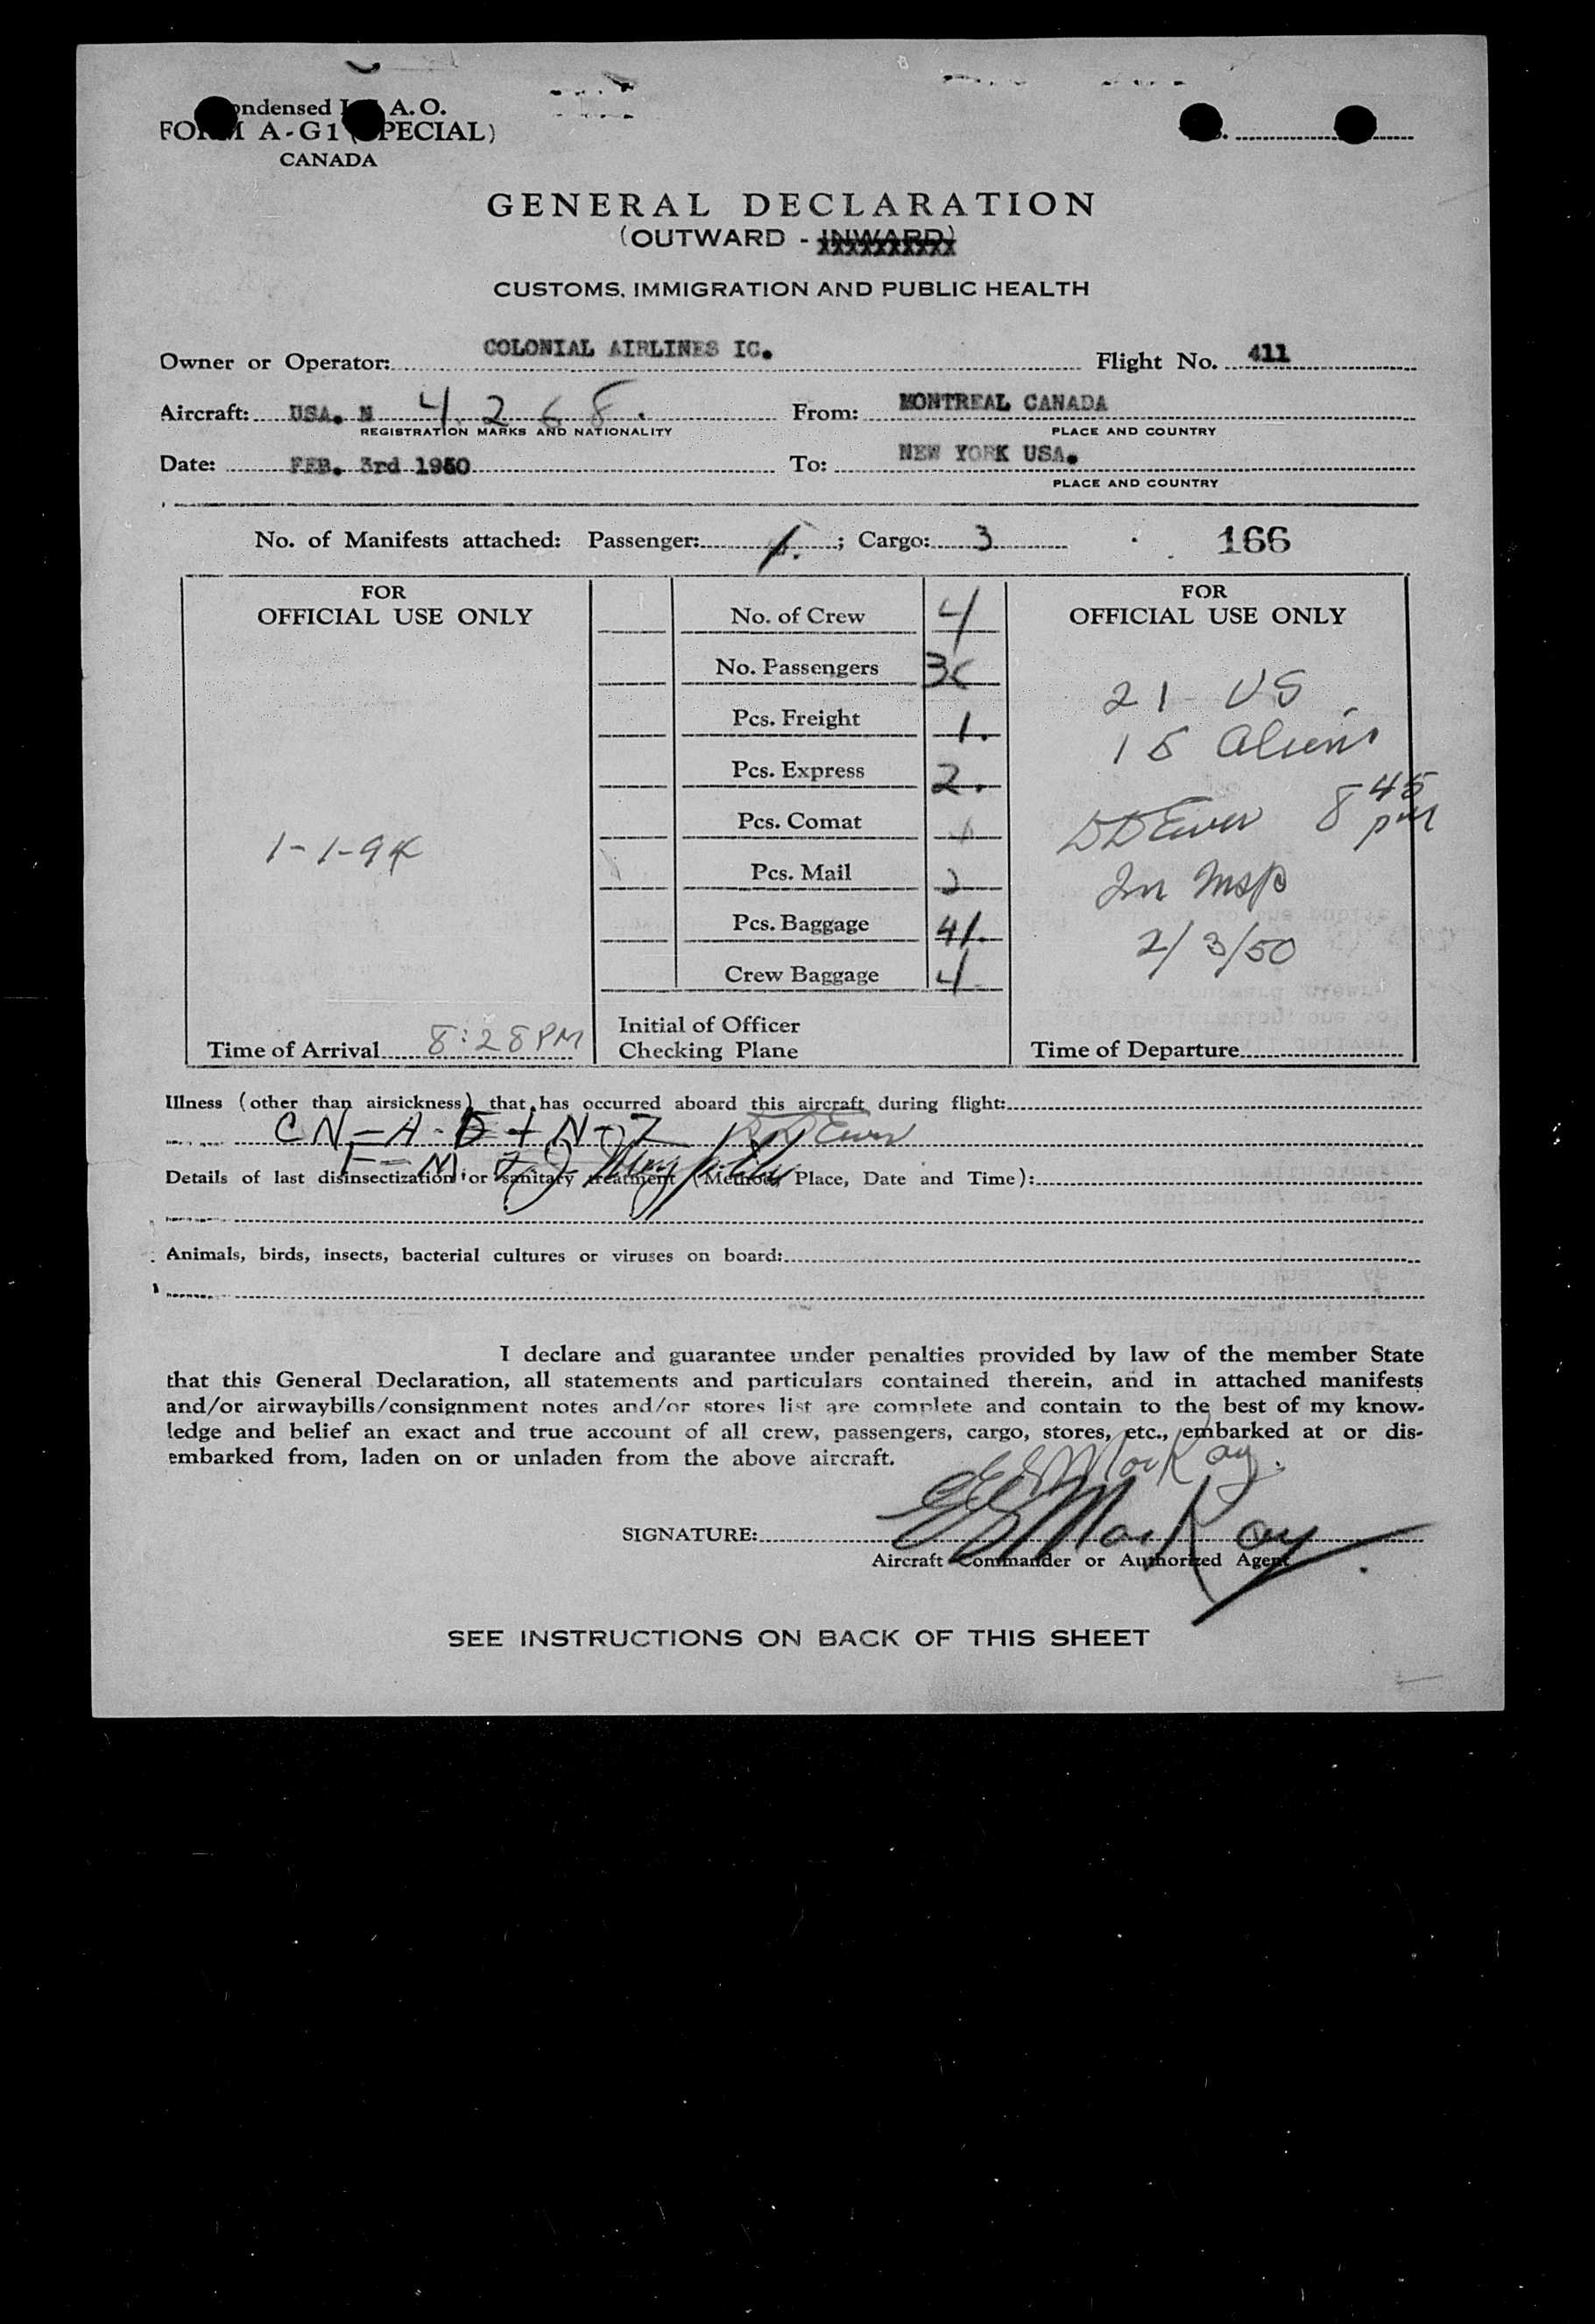 Condensed I. A. O.
FORM A-G1 (SPECIAL)
CANADA
GENERAL DECLARATION
(OUTWARD - INWARD)
CUSTOMS, IMMIGRATION AND PUBLIC HEALTH
Owner or Operator: COLONIAL AIRLINES IC. Flight No. 411
Aircraft: USA. N 4268. From: MONTREAL CANADA
REGISTRATION MARKS AND NATIONALITY PLACE AND COUNTRY
Date: FEB. 3rd 1950 To: NEW YORK USA.
PLACE AND COUNTRY
No. of Manifests attached: Passenger: 1. ; Cargo: 3 166
FOR
OFFICIAL USE ONLY
1-1-94
Time of Arrival 8:28 PM
No. of Crew 4
No. Passengers 36
Pcs. Freight 1.
Pcs. Express 2.
Pcs. Comat
Pcs. Mail 2
Pcs. Baggage 41.
Crew Baggage 4
Initial of Officer
Checking Plane
FOR
OFFICIAL USE ONLY
21 - US
15 Aliens
8 45 pm
In Insp
2/3/50
Time of Departure
Illness (other than airsickness) that has occurred aboard this aircraft during flight:
Details of last disinsectization or sanitary treatment (Method, Place, Date and Time):
Animals, birds, insects, bacterial cultures or viruses on board:
I declare and guarantee under penalties provided by law of the member State
that this General Declaration, all statements and particulars contained therein, and in attached manifests
and/or airwaybills/consignment notes and/or stores list are complete and contain to the best of my know-
ledge and belief an exact and true account of all crew, passengers, cargo, stores, etc., embarked at or dis-
embarked from, laden on or unladen from the above aircraft.
E S MacKay.
SIGNATURE: E S MacKay
Aircraft Commander or Authorized Agent
SEE INSTRUCTIONS ON BACK OF THIS SHEET